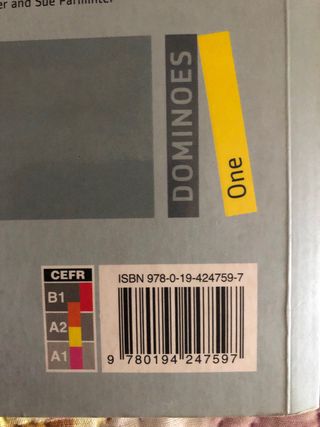 er and Sue Parminter
DOMINOES
One
CEFR
B1
A2
A1
ISBN 978-0-19-424759-7
9 780194 247597